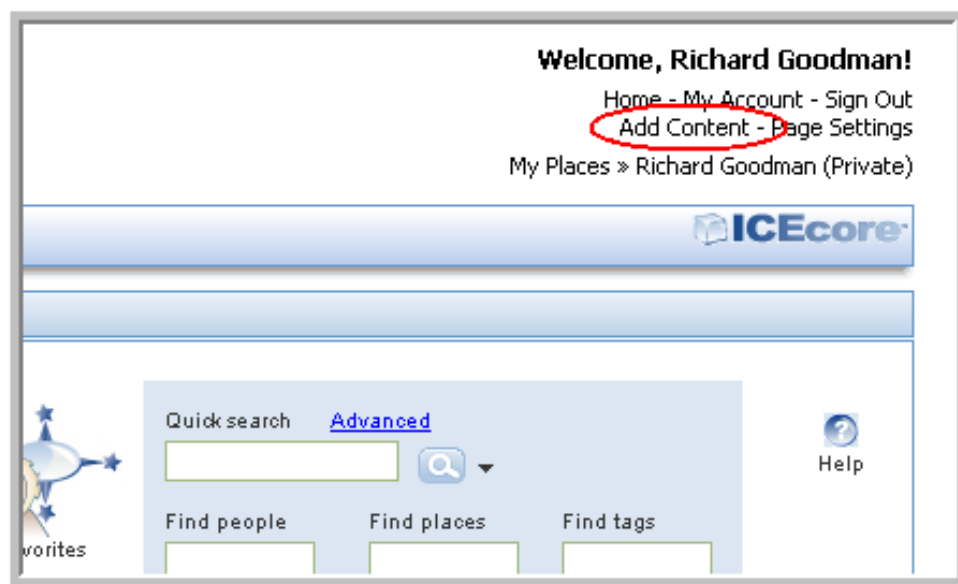 Welcome, Richard Goodman!
Home - My Account - Sign Out
Add Content - Page Settings
My Places » Richard Goodman (Private)
ICEcore
Quick search Advanced
Help
Find people Find places Find tags
vorites